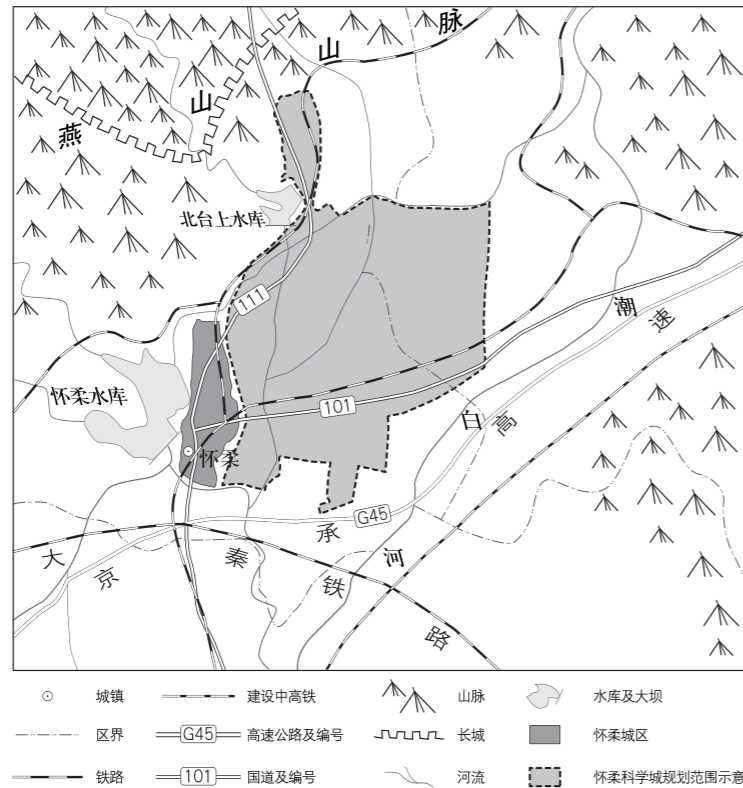 燕山山脉
北台上水库
111
潮白河
怀柔水库
101
怀柔
京承高速
G45
大秦铁路
城镇
建设中高铁
山脉
水库及大坝
区界
G45
高速公路及编号
长城
怀柔城区
铁路
101
国道及编号
河流
怀柔科学城规划范围示意